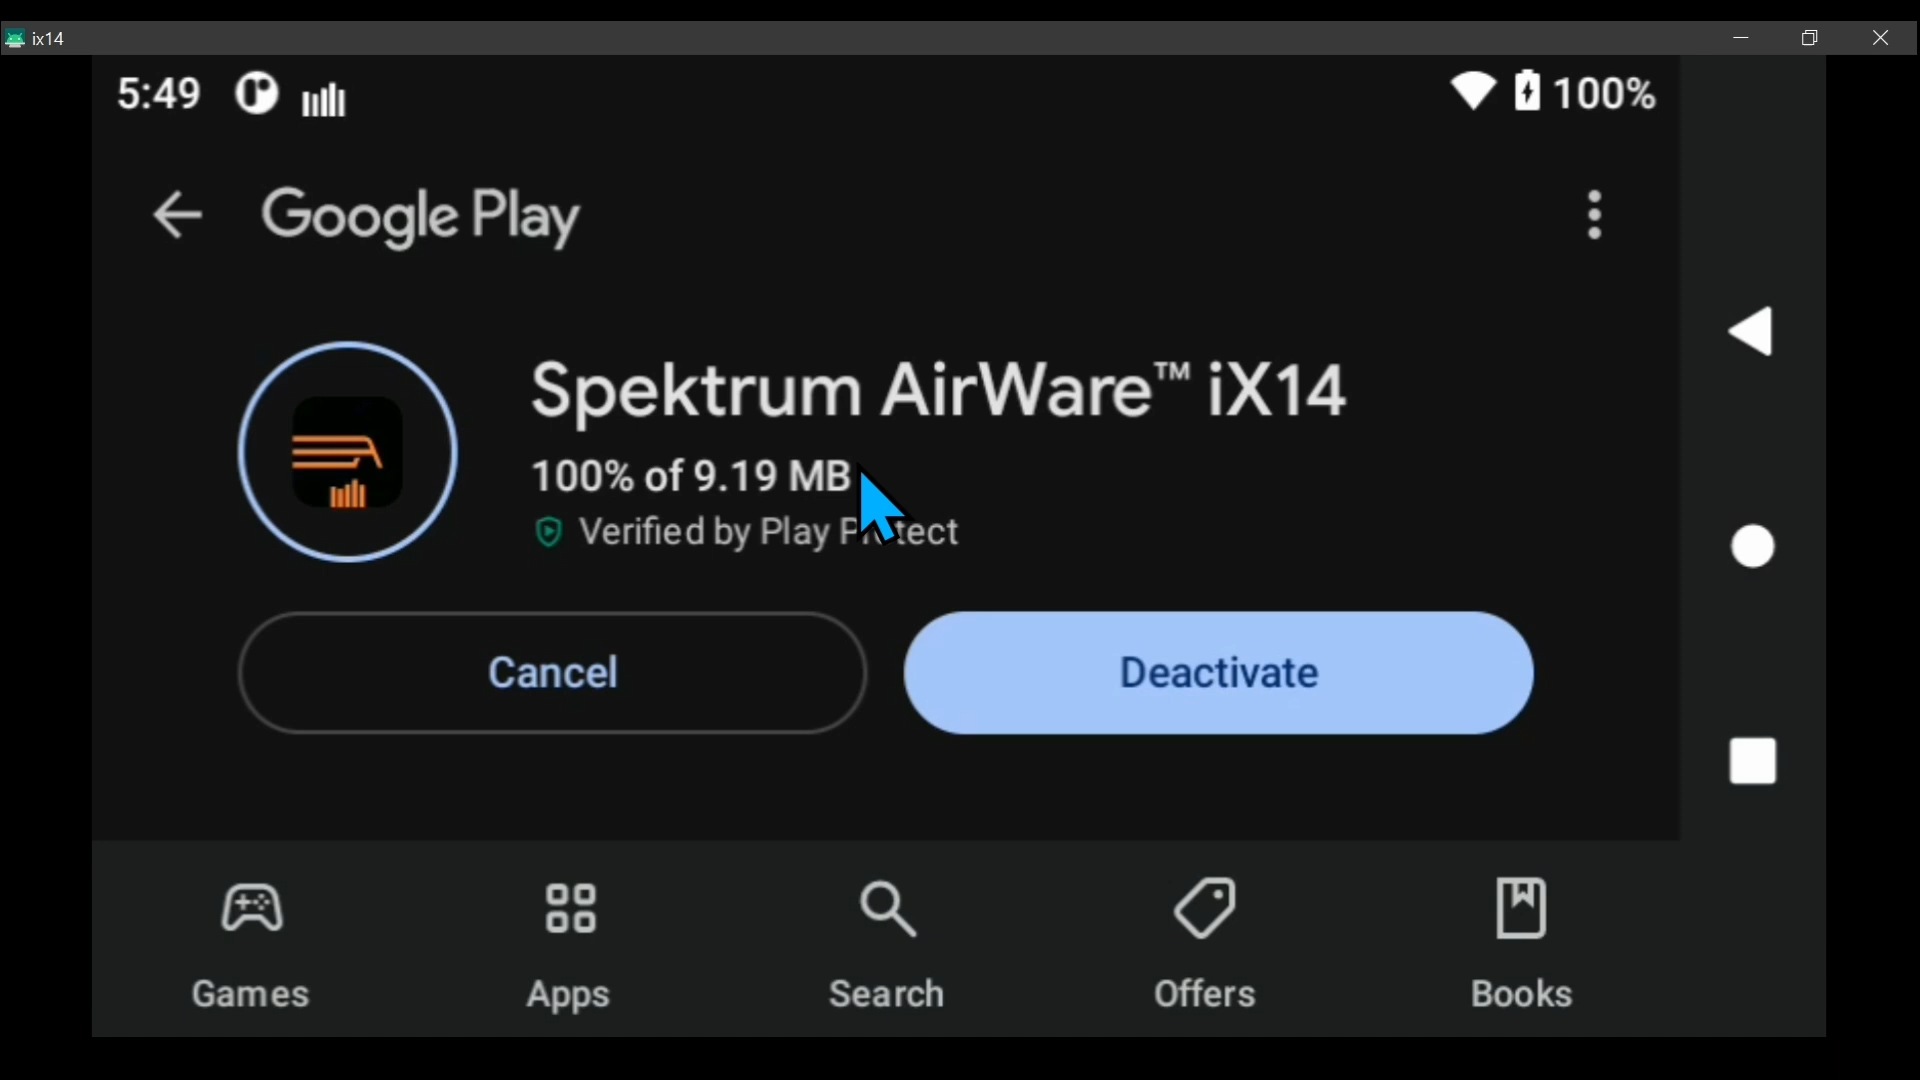 ix14
5:49 100%
Google Play
Spektrum AirWare™ iX14
100% of 9.19 MB
Verified by Play Protect
Cancel Deactivate
Games Apps Search Offers Books